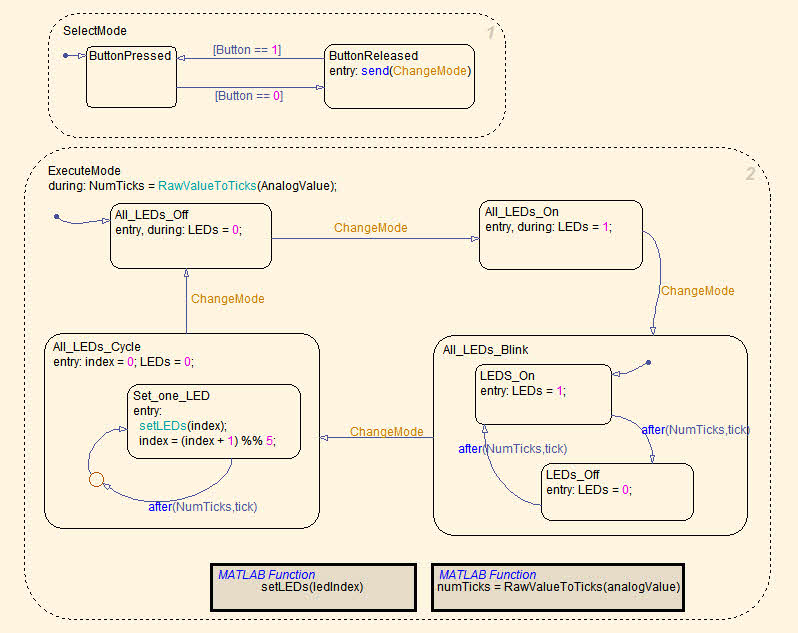 SelectMode
1
ButtonPressed
[Button == 1]
ButtonReleased
entry: send(ChangeMode)
[Button == 0]
ExecuteMode
2
during: NumTicks = RawValueToTicks(AnalogValue);
All_LEDs_Off
entry, during: LEDs = 0;
ChangeMode
All_LEDs_On
entry, during: LEDs = 1;
ChangeMode
ChangeMode
All_LEDs_Cycle
entry: index = 0; LEDs = 0;
Set_one_LED
entry:
setLEDs(index);
index = (index + 1) %% 5;
after(NumTicks,tick)
ChangeMode
All_LEDs_Blink
LEDS_On
entry: LEDs = 1;
after(NumTicks,tick)
after(NumTicks,tick)
LEDs_Off
entry: LEDs = 0;
MATLAB Function
setLEDs(ledIndex)
MATLAB Function
numTicks = RawValueToTicks(analogValue)